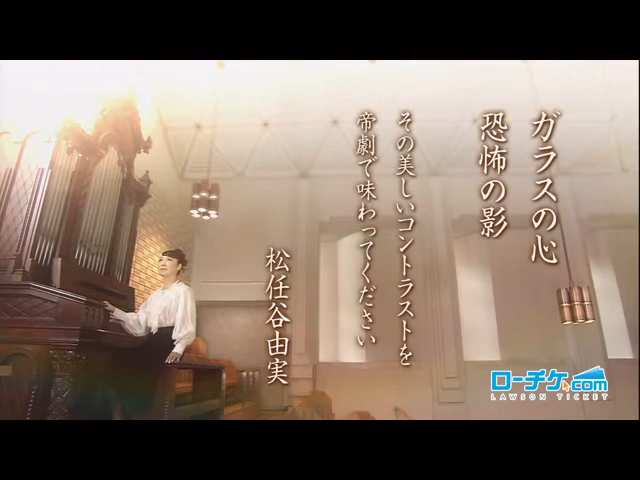 ガラスの心
恐怖の影
その美しいコントラストを
帝劇で味わってください
松任谷由実
ローチケ.com
LAWSON TICKET